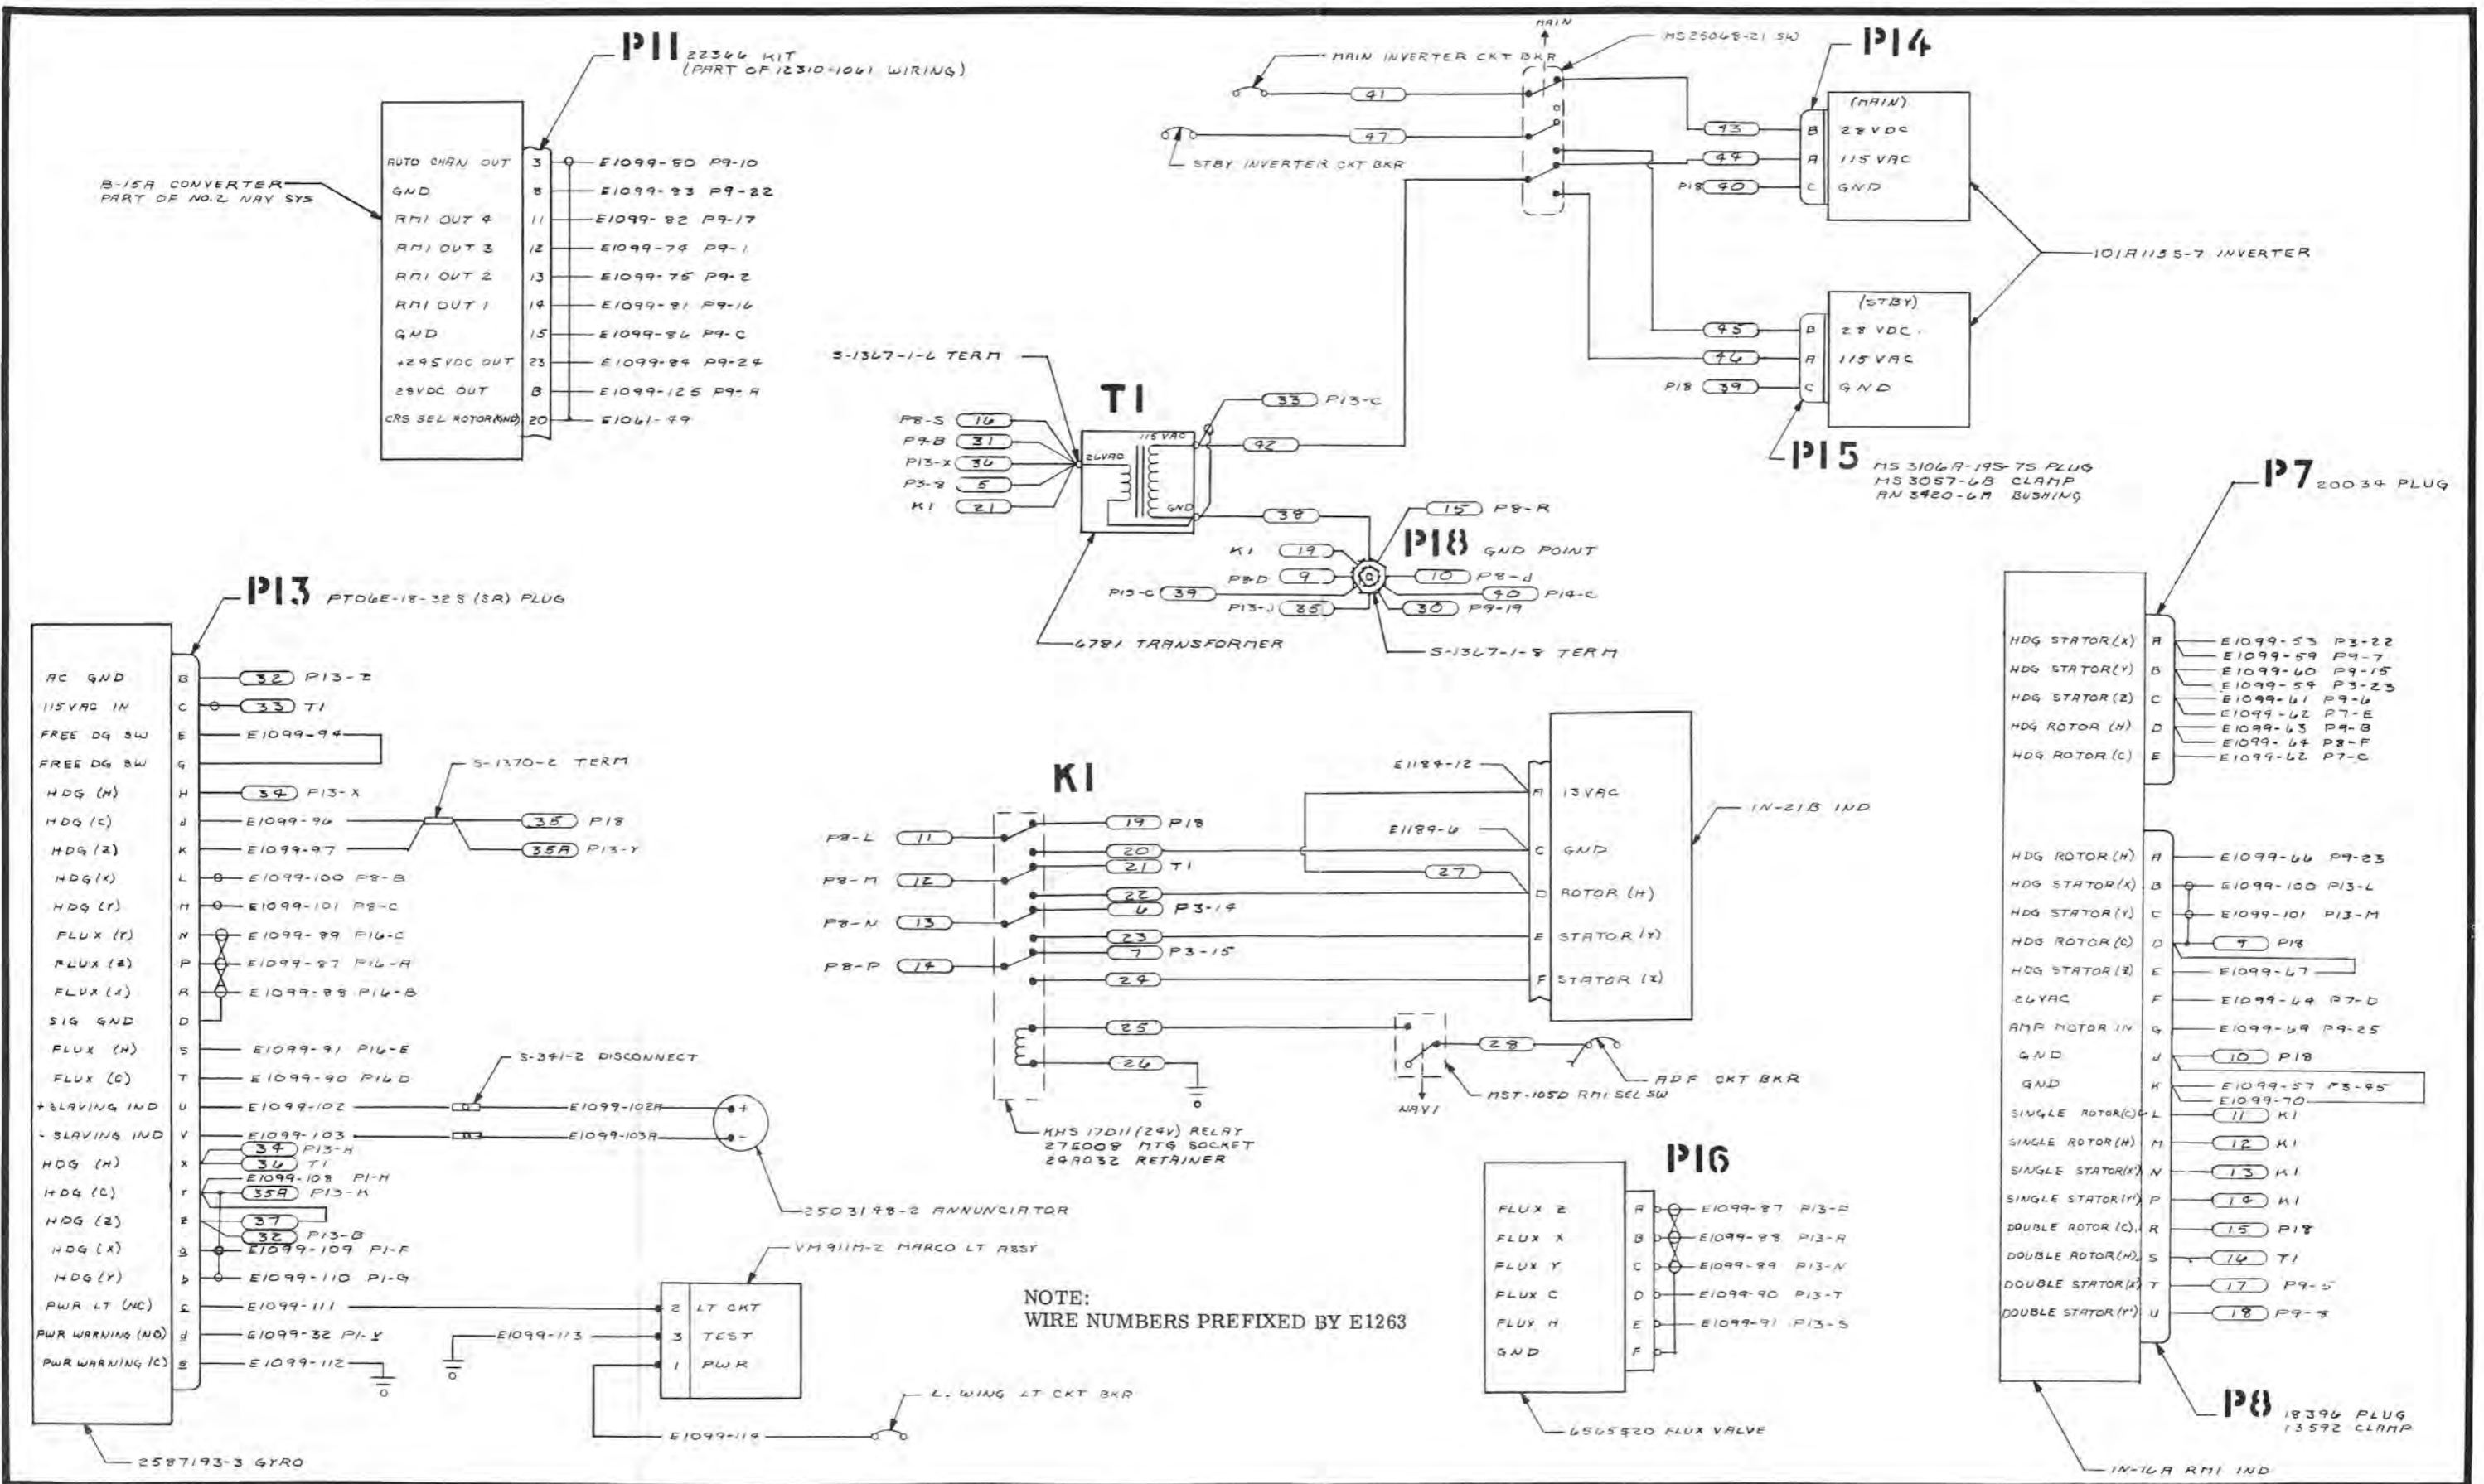 P11 22366 KIT
(PART OF 12310-1061 WIRING)
B-15A CONVERTER
PART OF NO.2 NAV SYS
AUTO CHAN OUT 3 E1099-80 P9-10
GND 8 E1099-83 P9-22
RMI OUT 4 11 E1099-82 P9-17
RMI OUT 3 12 E1099-74 P9-1
RMI OUT 2 13 E1099-75 P9-2
RMI OUT 1 14 E1099-81 P9-16
GND 15 E1099-86 P9-C
+245VDC OUT 23 E1099-84 P9-24
28VDC OUT B E1099-125 P9-A
CRS SEL ROTOR(GND) 20 E1061-49
MAIN
MS25068-21 SW
MAIN INVERTER CKT BKR
41
47
STBY INVERTER CKT BKR
P14
(MAIN)
43 B 28VDC
44 A 115 VAC
P18 40 C GND
101A1155-7 INVERTER
(STBY)
45 B 28 VDC.
46 A 115 VAC
P18 39 C GND
P15 MS 3106A-19S-7S PLUG
MS 3057-6B CLAMP
AN 3420-6A BUSHING
S-1367-1-6 TERM
T1
33 P13-C
P8-S 16
P9-B 31
P13-X 36
P3-8 5
K1 21
26VAC
115 VAC
GND
42
38
15 P8-R
P18 GND POINT
K1 19
P8-D 9
10 P8-J
P15-C 39
40 P14-C
P13-J 35
30 P9-19
6781 TRANSFORMER
S-1367-1-8 TERM
P13 PT06E-18-32S (SR) PLUG
AC GND B 32 P13-Z
115VAC IN C 33 T1
FREE DG SW E E1099-94
FREE DG SW G
S-1370-2 TERM
HDG (H) H 34 P13-X
HDG (C) J E1099-96 35 P18
HDG (Z) K E1099-97 35A P13-Y
HDG (X) L E1099-100 P8-B
HDG (Y) M E1099-101 P8-C
FLUX (Y) N E1099-89 P16-C
FLUX (Z) P E1099-87 P16-A
FLUX (X) R E1099-88 P16-B
SIG GND D
FLUX (H) S E1099-91 P16-E
FLUX (C) T E1099-90 P16D
S-341-2 DISCONNECT
+SLAVING IND U E1099-102 E1099-102A +
- SLAVING IND V E1099-103 E1099-103A -
34 P13-H
HDG (H) X 36 T1
E1099-108 P1-H
HDG (C) Y 35A P13-K
HDG (Z) Z 37
32 P13-B
HDG (X) a E1099-109 P1-F
HDG (Y) b E1099-110 P1-G
PWR LT (NC) c E1099-111
PWR WARNING (NO) d E1099-32 P1-Y
PWR WARNING (C) e E1099-112
2587193-3 GYRO
2503198-2 ANNUNCIATOR
VM911M-2 MARCO LT ASSY
2 LT CKT
E1099-113 3 TEST
1 PWR
L. WING LT CKT BKR
E1099-114
K1
P8-L 11
P8-M 12
P8-N 13
P8-P 14
19 P18
20
21 T1
22
6 P3-14
23
7 P3-15
24
25
26
27
E1184-12
E1189-6
A 13VAC
C GND
D ROTOR (H)
E STATOR (Y)
F STATOR (Z)
IN-21B IND
28
ADF CKT BKR
MST-105D RMI SEL SW
NAV1
KHS 17D11 (24V) RELAY
27E008 MTG SOCKET
24A032 RETAINER
NOTE:
WIRE NUMBERS PREFIXED BY E1263
P16
FLUX Z A E1099-87 P13-P
FLUX X B E1099-88 P13-R
FLUX Y C E1099-89 P13-N
FLUX C D E1099-90 P13-T
FLUX H E E1099-91 P13-S
GND F
656520 FLUX VALVE
P7 20034 PLUG
HDG STATOR(X) A E1099-53 P3-22
E1099-59 P9-7
HDG STATOR(Y) B E1099-60 P9-15
E1099-54 P3-23
HDG STATOR(Z) C E1099-61 P9-6
E1099-62 P7-E
HDG ROTOR (H) D E1099-63 P9-B
E1099-64 P8-F
HDG ROTOR (C) E E1099-62 P7-C
HDG ROTOR (H) A E1099-66 P9-23
HDG STATOR(X) B E1099-100 P13-L
HDG STATOR(Y) C E1099-101 P13-M
HDG ROTOR (C) D 9 P18
HDG STATOR (Z) E E1099-67
26VAC F E1099-64 P7-D
AMP MOTOR IN G E1099-69 P9-25
GND J 10 P18
GND K E1099-57 P3-45
E1099-70
SINGLE ROTOR(C) L 11 K1
SINGLE ROTOR (H) M 12 K1
SINGLE STATOR(X') N 13 K1
SINGLE STATOR(Y') P 14 K1
DOUBLE ROTOR (C) R 15 P18
DOUBLE ROTOR(H) S 16 T1
DOUBLE STATOR(X') T 17 P9-5
DOUBLE STATOR (Y') U 18 P9-8
P8 18396 PLUG
13592 CLAMP
IN-16A RMI IND